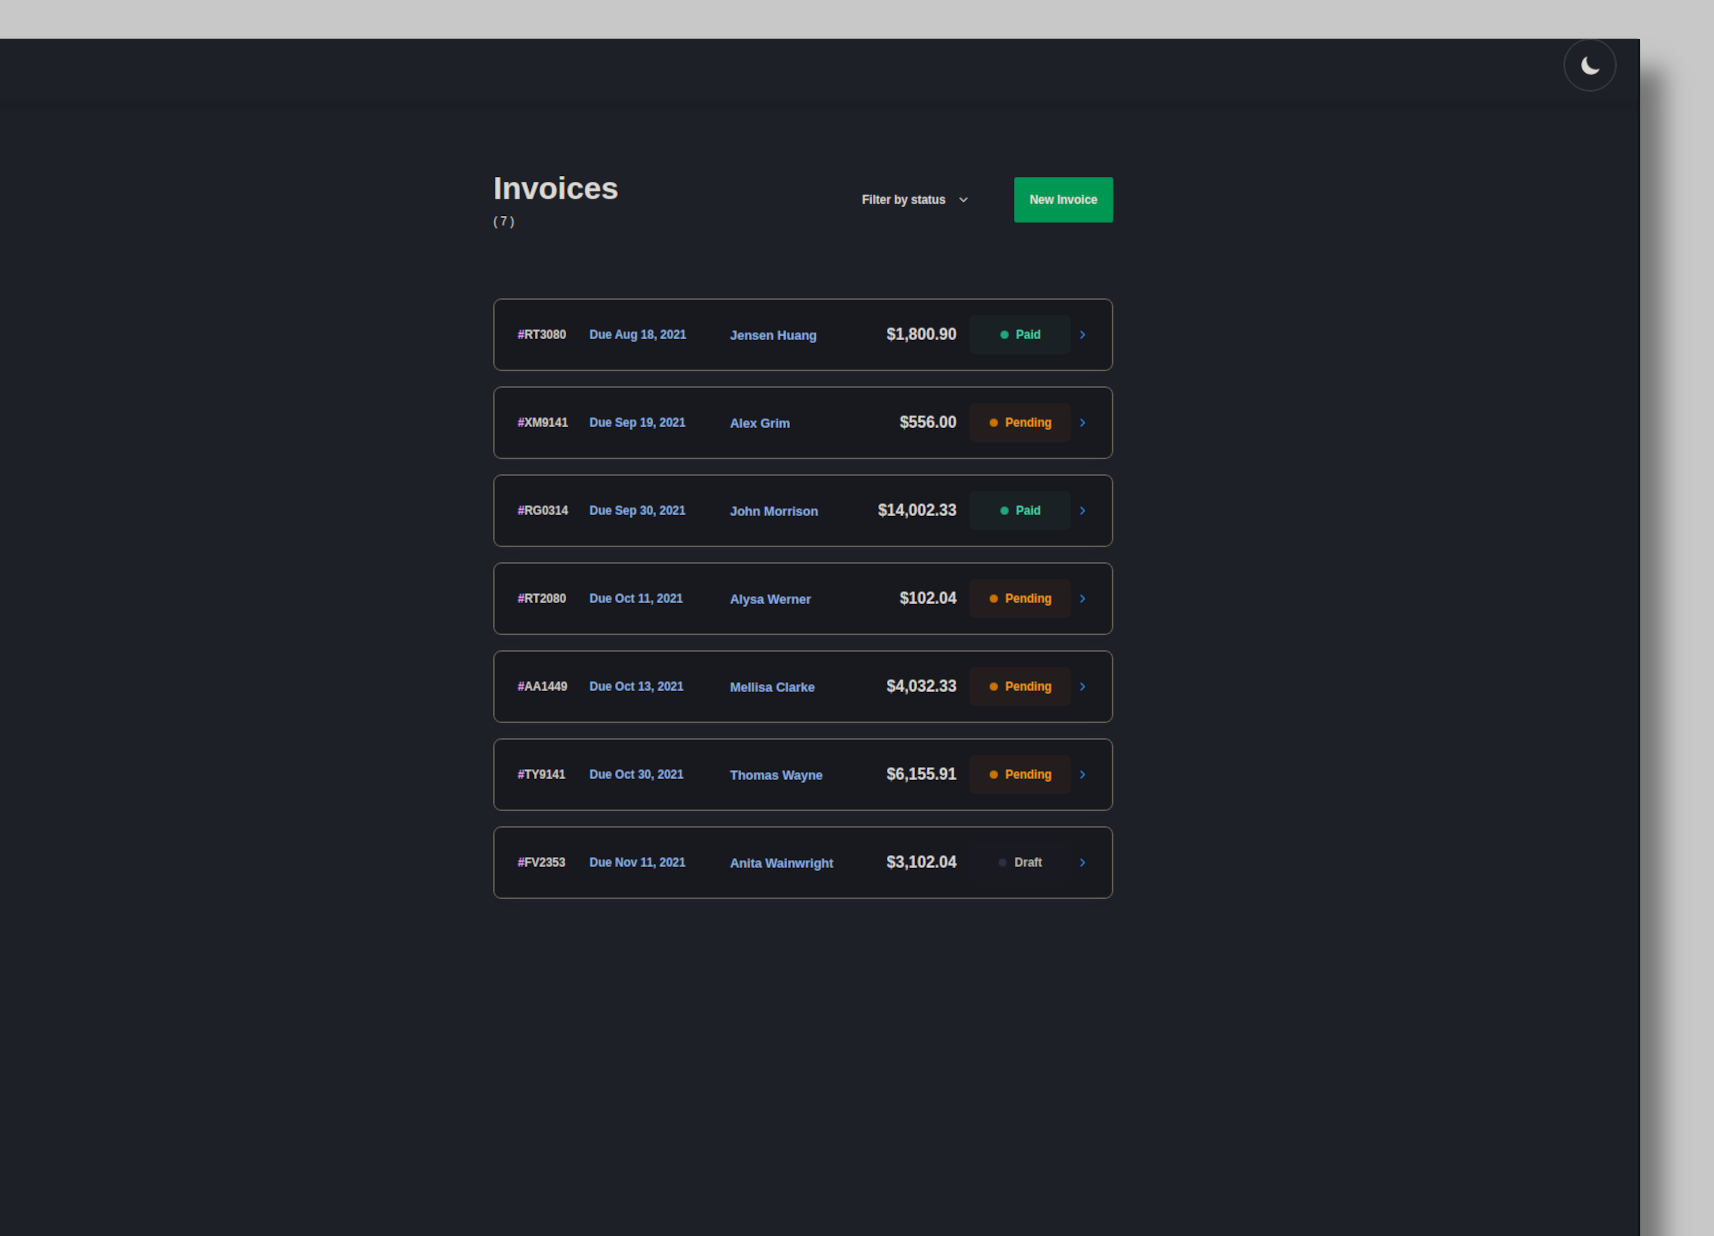 Invoices
( 7 )
Filter by status
New Invoice
#RT3080 Due Aug 18, 2021 Jensen Huang $1,800.90 Paid
#XM9141 Due Sep 19, 2021 Alex Grim $556.00 Pending
#RG0314 Due Sep 30, 2021 John Morrison $14,002.33 Paid
#RT2080 Due Oct 11, 2021 Alysa Werner $102.04 Pending
#AA1449 Due Oct 13, 2021 Mellisa Clarke $4,032.33 Pending
#TY9141 Due Oct 30, 2021 Thomas Wayne $6,155.91 Pending
#FV2353 Due Nov 11, 2021 Anita Wainwright $3,102.04 Draft